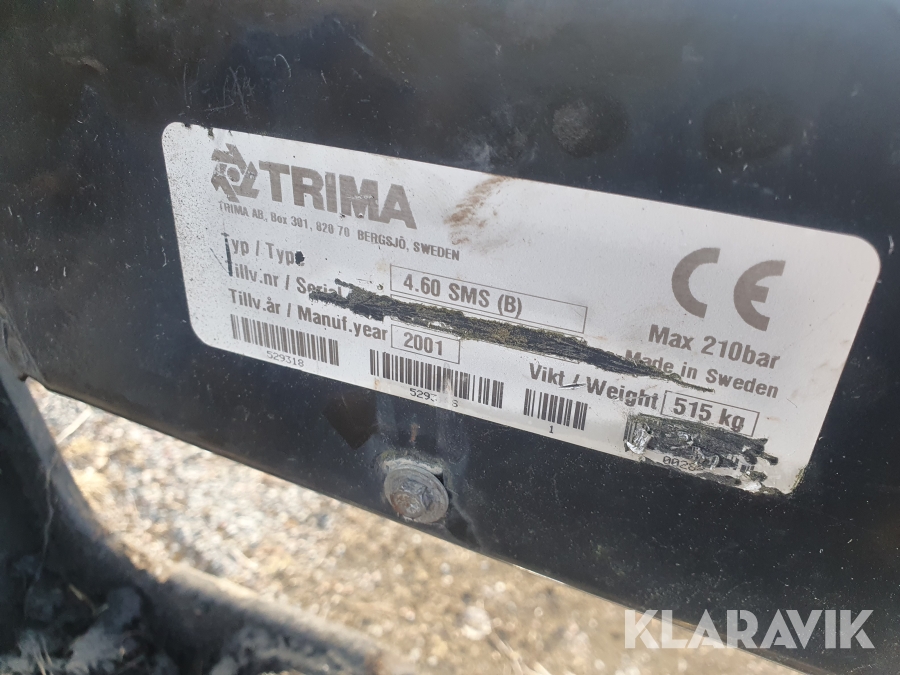 TRIMA
TRIMA AB, Box 301, 820 70 BERGSJÖ, SWEDEN
Typ / Type 4.60 SMS (B)
Tillv.nr / Serial
Tillv.år / Manuf.year 2001
CE
Max 210bar
Made in Sweden
Vikt / Weight 515 kg
529318
1
KLARAVIK